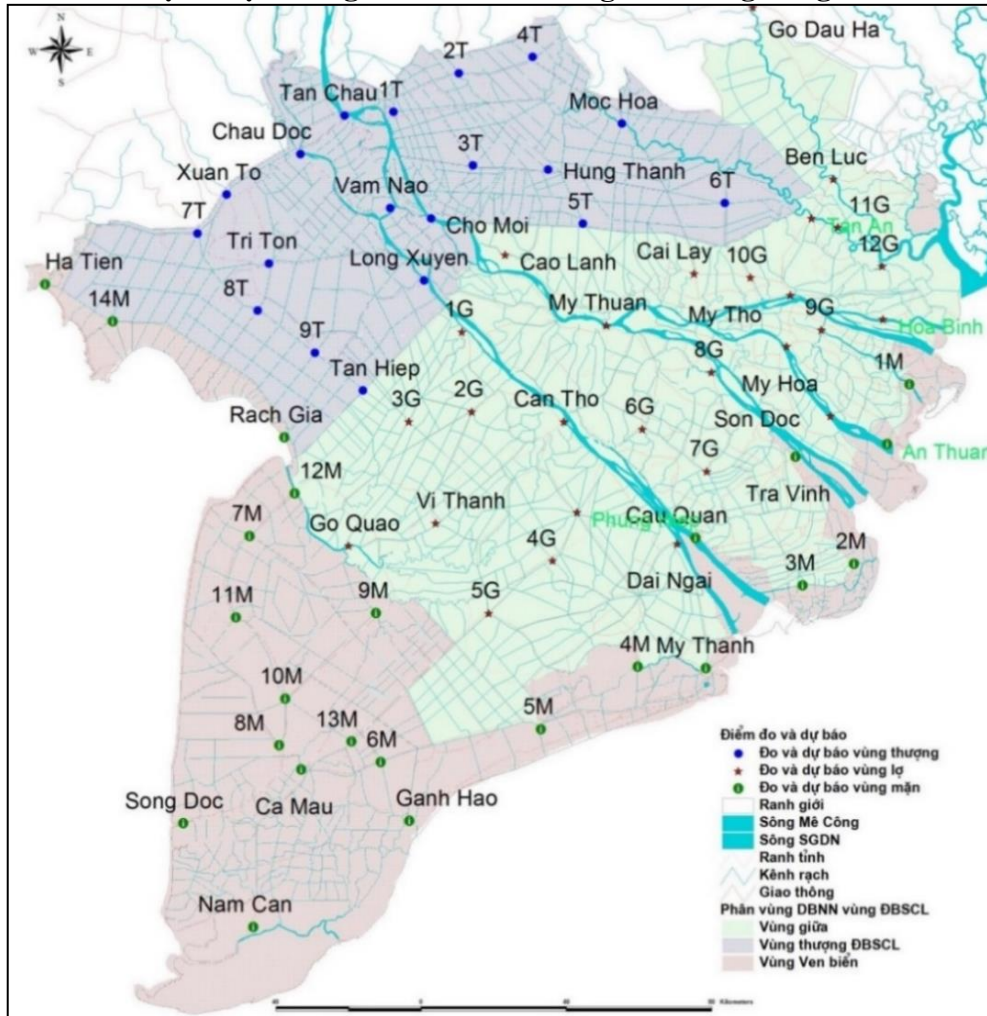 Go Dau Ha
4T
2T
Tan Chau
1T
Moc Hoa
Chau Doc
Ben Luc
3T
Xuan To
Hung Thanh
Vam Nao
6T
11G
7T
5T
Cho Moi
Tan An
Tri Ton
12G
Ha Tien
Long Xuyen
Cao Lanh
Cai Lay
10G
8T
14M
1G
My Thuan
My Tho
9G
Hoa Binh
9T
8G
1M
Tan Hiep
2G
My Hoa
3G
Can Tho
6G
Rach Gia
Son Doc
7G
An Thuan
12M
Tra Vinh
7M
Vi Thanh
Go Quao
Cau Quan
4G
2M
3M
Dai Ngai
11M
9M
5G
4M
My Thanh
10M
5M
8M
13M
6M
Song Doc
Ca Mau
Ganh Hao
Nam Can
Điểm đo và dự báo
Đo và dự báo vùng thượng
Đo và dự báo vùng lợ
Đo và dự báo vùng mặn
Ranh giới
Sông Mê Công
Sông SGDN
Ranh tỉnh
Kênh rạch
Giao thông
Phân vùng DBNN vùng ĐBSCL
Vùng giữa
Vùng thượng ĐBSCL
Vùng Ven biển
N
W
E
S
0
Kilometers